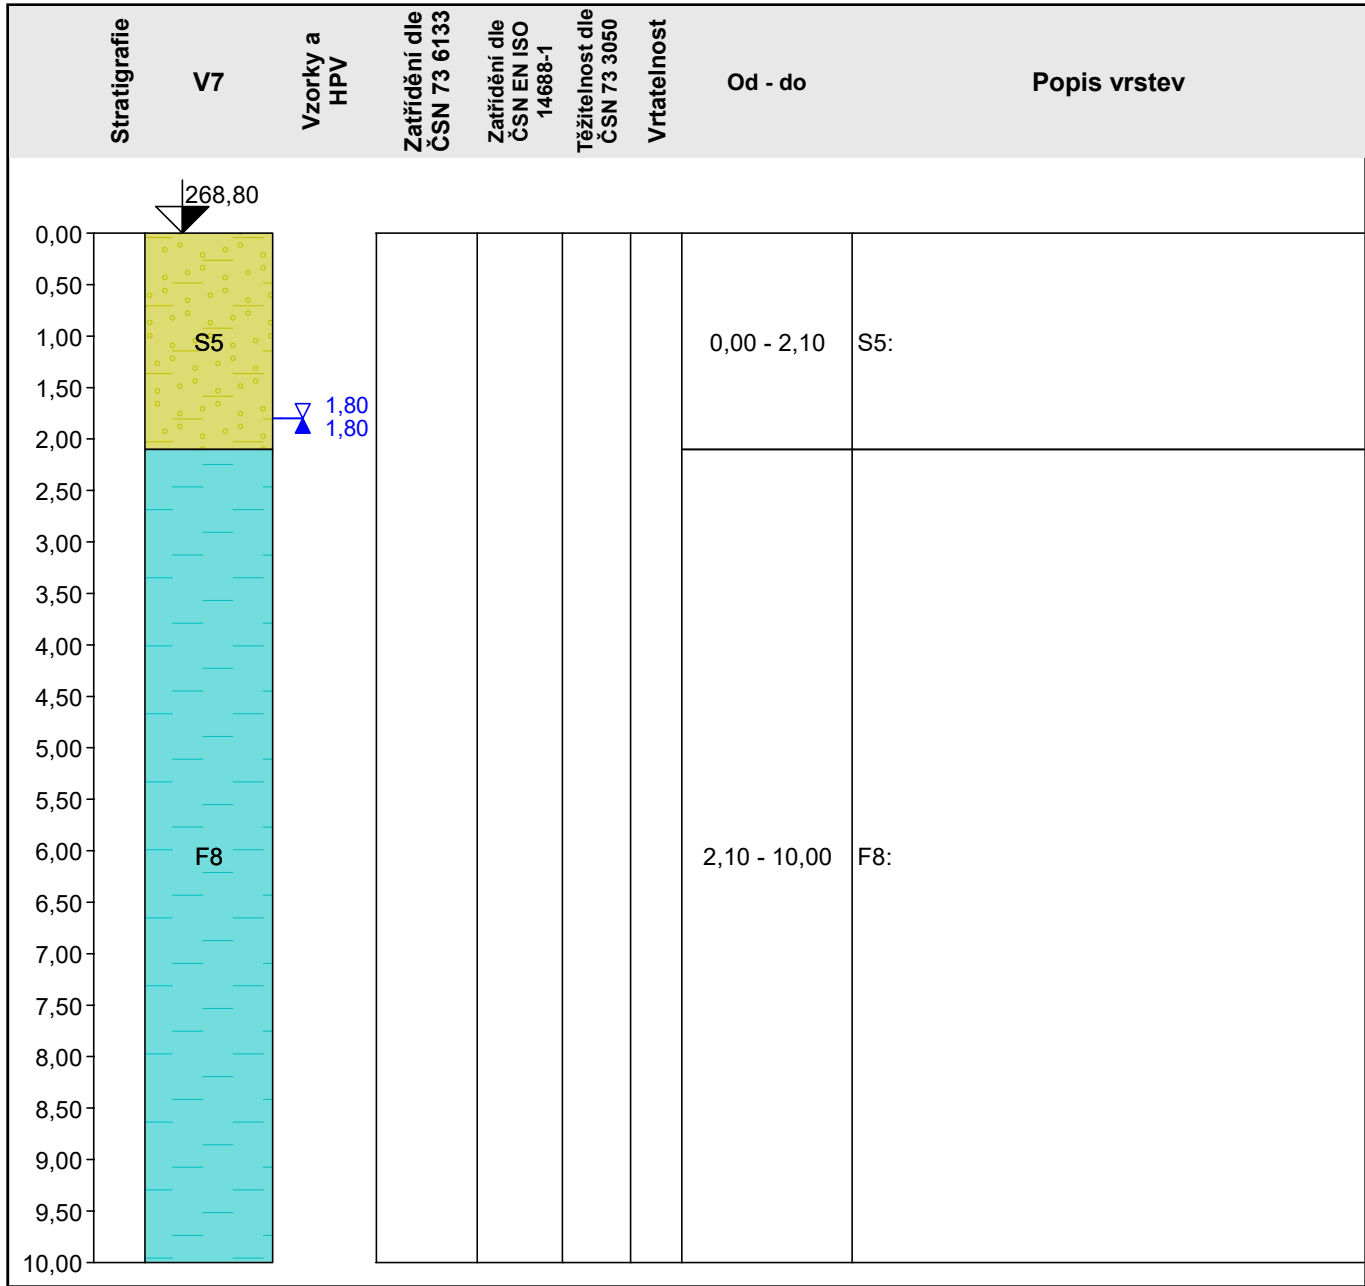 Stratigrafie
V7
Vzorky a
HPV
Zatřídění dle
ČSN 73 6133
Zatřídění dle
ČSN EN ISO
14688-1
Těžitelnost dle
ČSN 73 3050
Vrtatelnost
Od - do
Popis vrstev
268,80
0,00
0,50
1,00
1,50
2,00
2,50
3,00
3,50
4,00
4,50
5,00
5,50
6,00
6,50
7,00
7,50
8,00
8,50
9,00
9,50
10,00
S5
1,80
1,80
0,00 - 2,10
S5:
F8
2,10 - 10,00
F8: